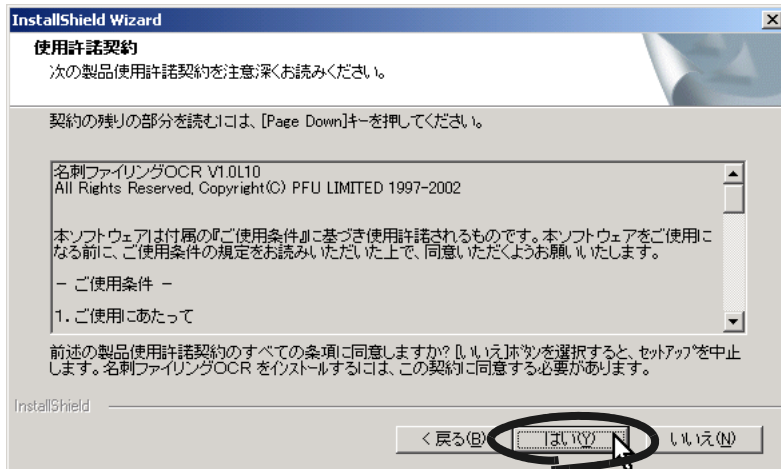 InstallShield Wizard
使用許諾契約
次の製品使用許諾契約を注意深くお読みください。
契約の残りの部分を読むには、[Page Down]キーを押してください。
名刺ファイリングOCR V1.0L10
All Rights Reserved, Copyright(C) PFU LIMITED 1997-2002
本ソフトウェアは付属の『ご使用条件』に基づき使用許諾されるものです。本ソフトウェアをご使用に
なる前に、ご使用条件の規定をお読みいただいた上で、同意いただくようお願いいたします。
－ ご使用条件 －
1. ご使用にあたって
前述の製品使用許諾契約のすべての条項に同意しますか? [いいえ]ボタンを選択すると、セットアップを中止
します。名刺ファイリングOCR をインストールするには、この契約に同意する必要があります。
InstallShield
< 戻る(B) はい(Y) いいえ(N)